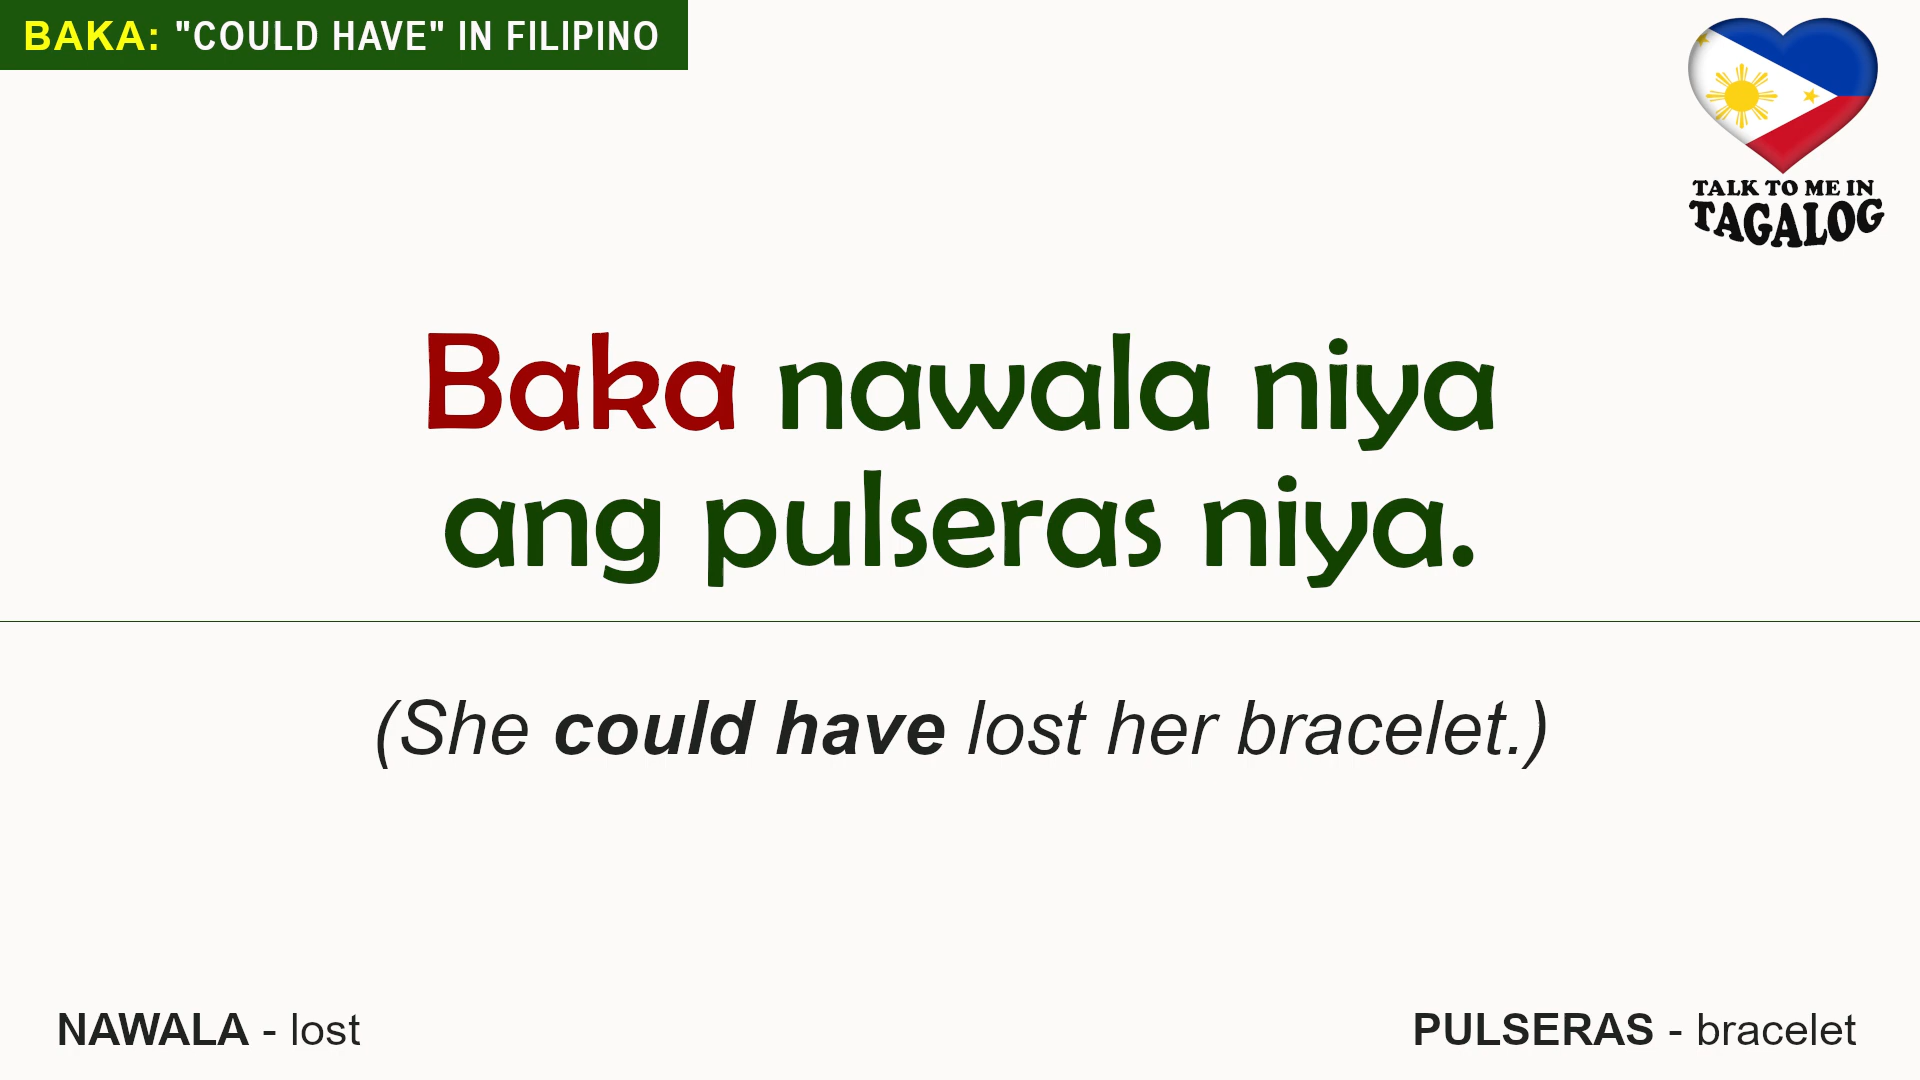 BAKA: "COULD HAVE" IN FILIPINO
TALK TO ME IN
TAGALOG
Baka nawala niya
ang pulseras niya.
(She could have lost her bracelet.)
NAWALA - lost
PULSERAS - bracelet